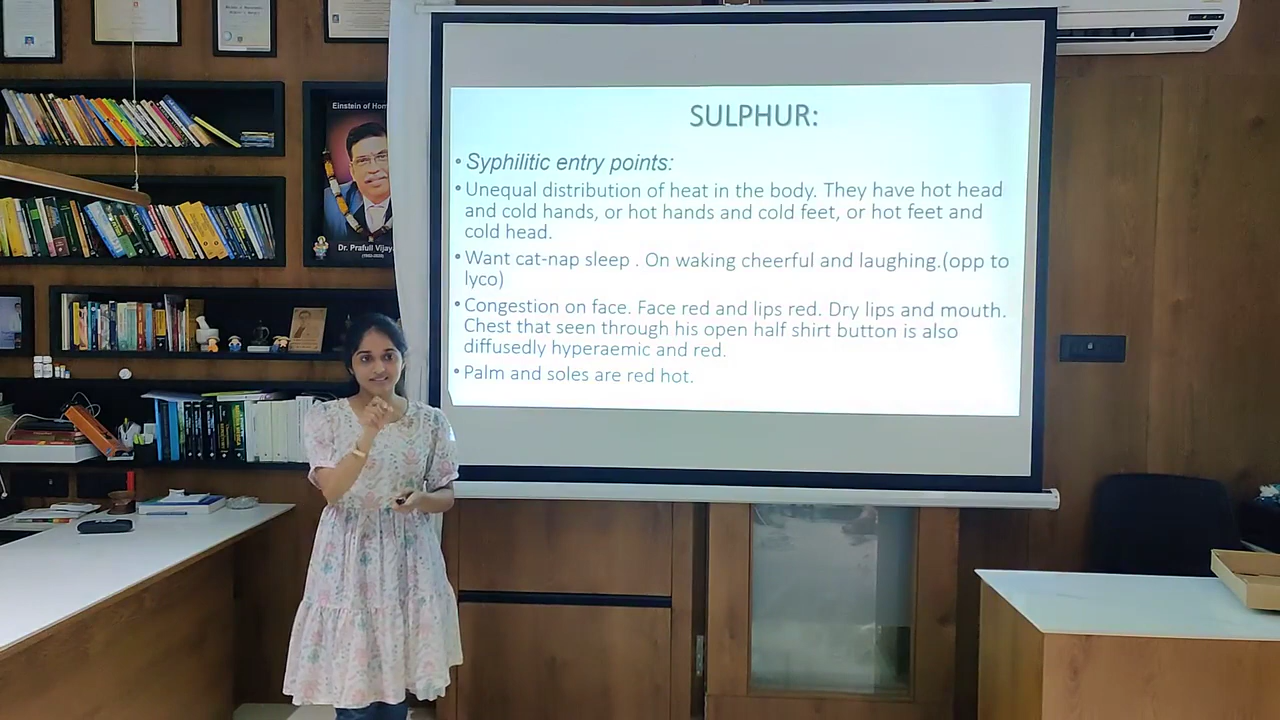 Einstein of Hom
Dr. Prafull Vijay
SULPHUR:
• Syphilitic entry points:
• Unequal distribution of heat in the body. They have hot head
and cold hands, or hot hands and cold feet, or hot feet and
cold head.
• Want cat-nap sleep . On waking cheerful and laughing.(opp to
lyco)
• Congestion on face. Face red and lips red. Dry lips and mouth.
Chest that seen through his open half shirt button is also
diffusedly hyperaemic and red.
• Palm and soles are red hot.